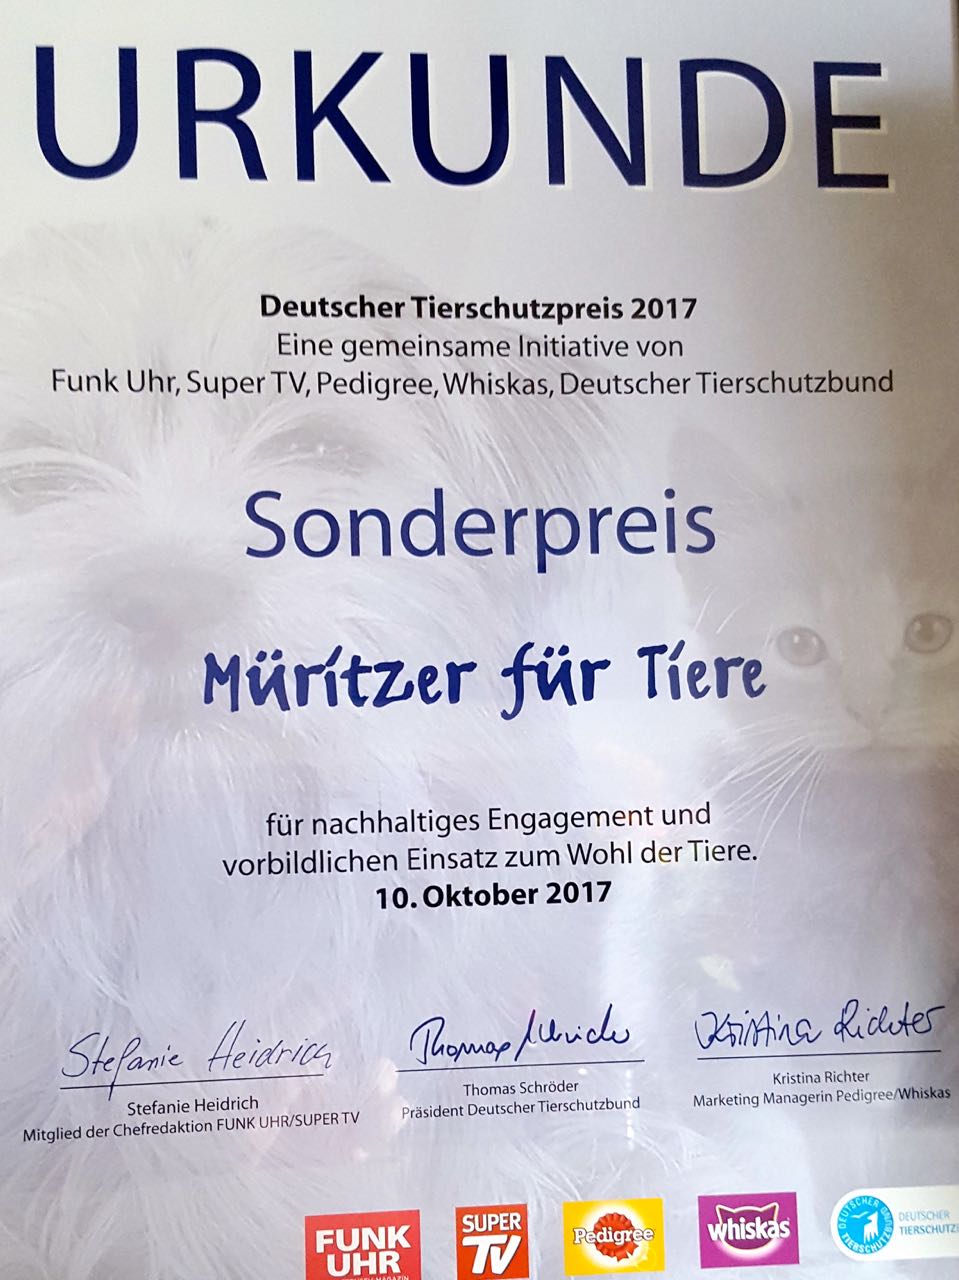 URKUNDE
Deutscher Tierschutzpreis 2017
Eine gemeinsame Initiative von
Funk Uhr, Super TV, Pedigree, Whiskas, Deutscher Tierschutzbund
Sonderpreis
Müritzer für Tiere
für nachhaltiges Engagement und
vorbildlichen Einsatz zum Wohl der Tiere.
10. Oktober 2017
Stefanie Heidrich
Thomas
Kristina Richter
Stefanie Heidrich
Mitglied der Chefredaktion FUNK UHR/SUPER TV
Thomas Schröder
Präsident Deutscher Tierschutzbund
Kristina Richter
Marketing Managerin Pedigree/Whiskas
FUNK
UHR
SUPER
TV
Pedigree
whiskas
DEUTSCHER
TIERSCHUTZBUND
DEUTSCHER
TIERSCHUTZ